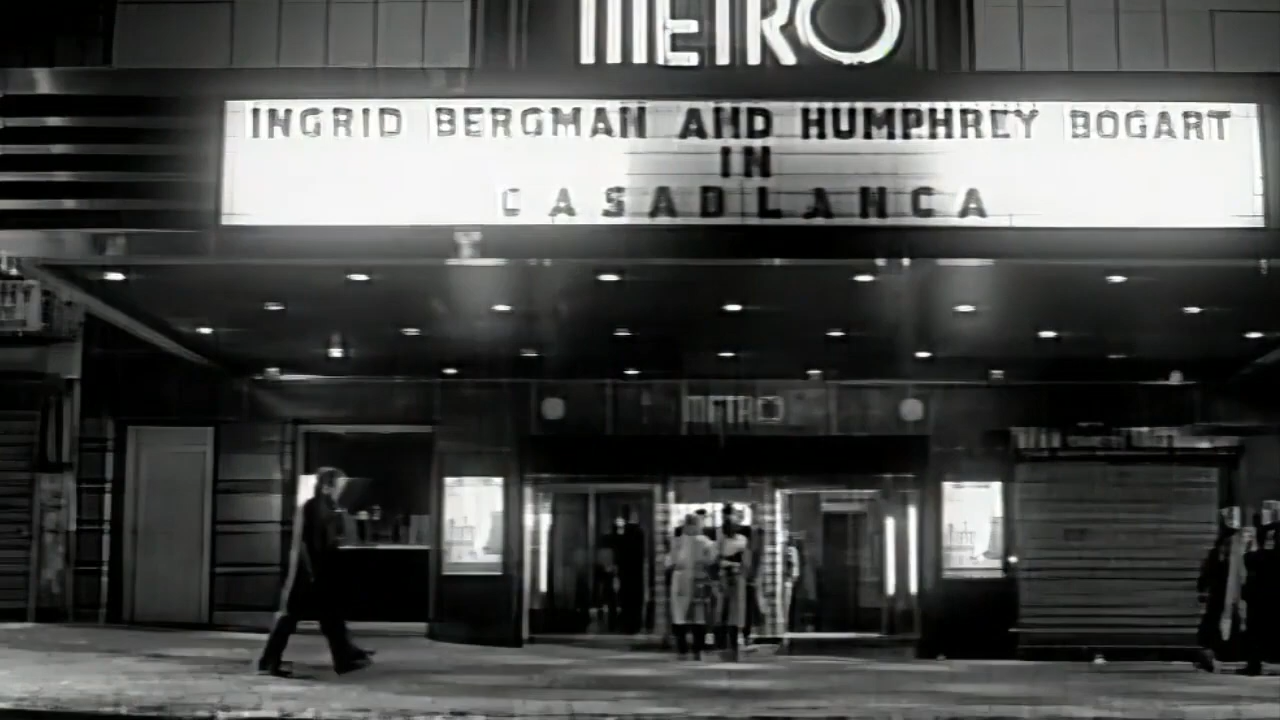 METRO
INGRID BERGMAN AND HUMPHREY BOGART
IN
CASABLANCA
METRO